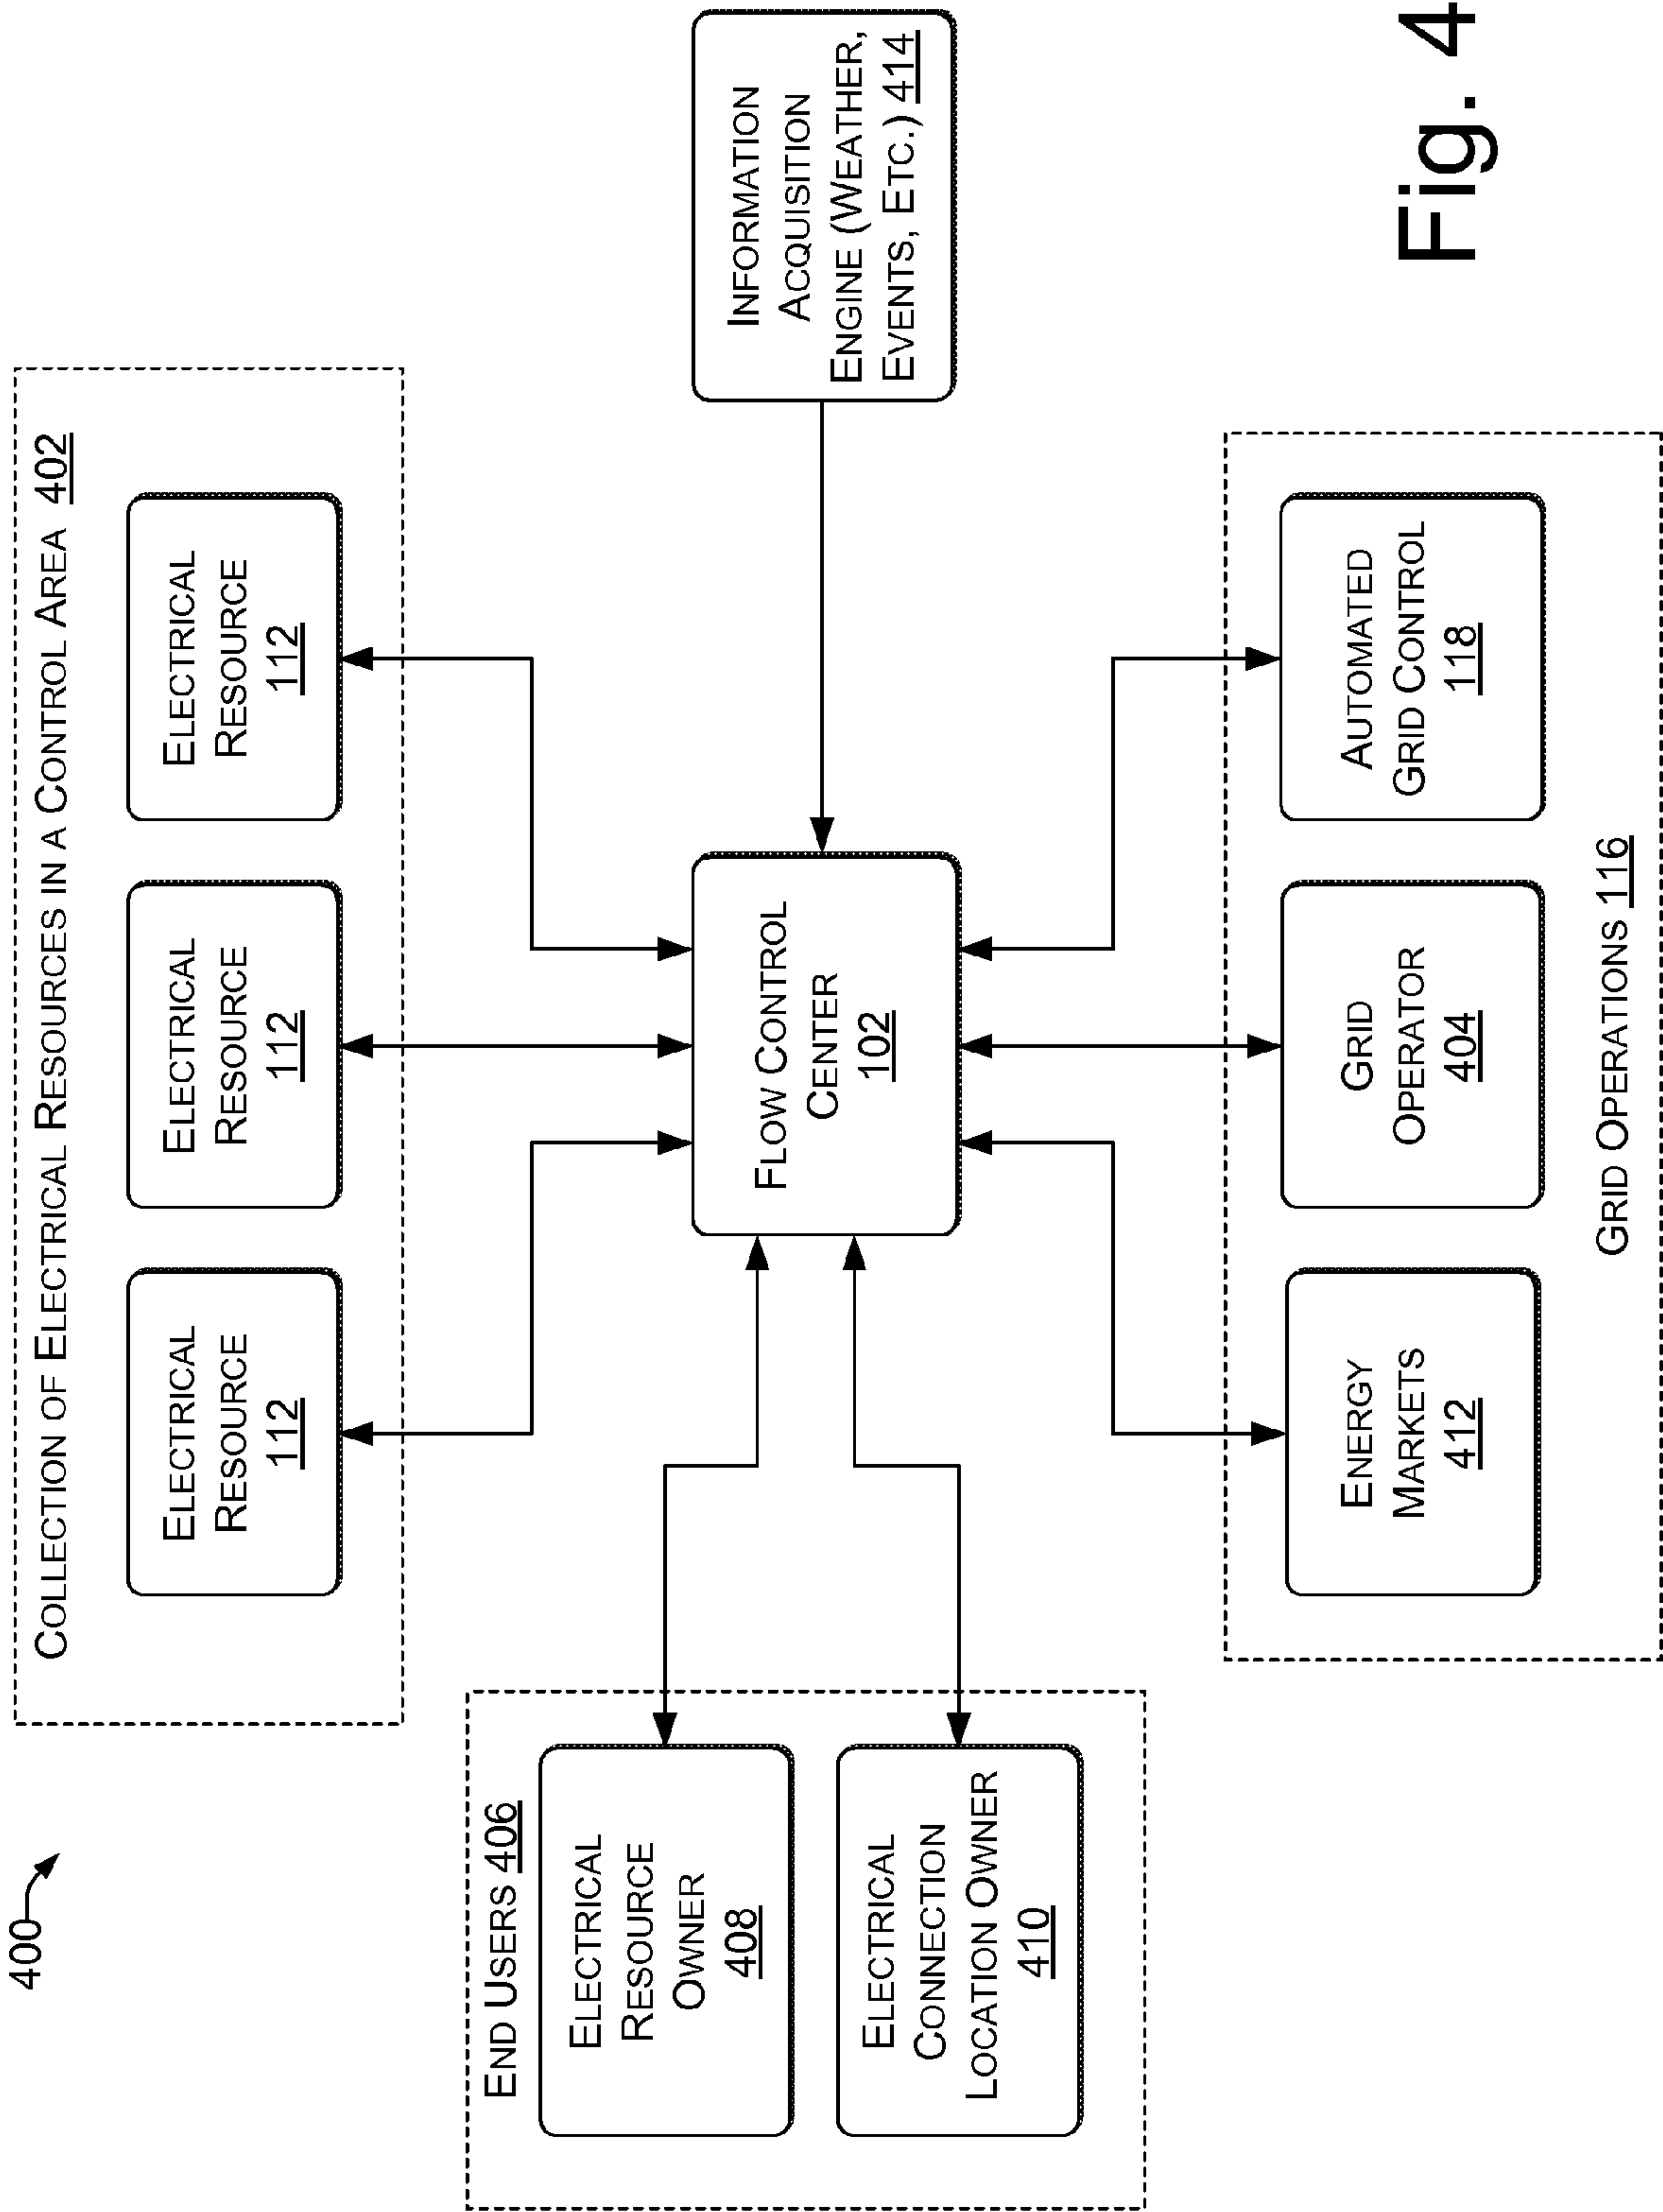 400
COLLECTION OF ELECTRICAL RESOURCES IN A CONTROL AREA 402
ELECTRICAL
RESOURCE
112
ELECTRICAL
RESOURCE
112
ELECTRICAL
RESOURCE
112
END USERS 406
ELECTRICAL
RESOURCE
OWNER
408
ELECTRICAL
CONNECTION
LOCATION OWNER
410
FLOW CONTROL
CENTER
102
INFORMATION
ACQUISITION
ENGINE (WEATHER,
EVENTS, ETC.) 414
ENERGY
MARKETS
412
GRID
OPERATOR
404
AUTOMATED
GRID CONTROL
118
GRID OPERATIONS 116
Fig. 4